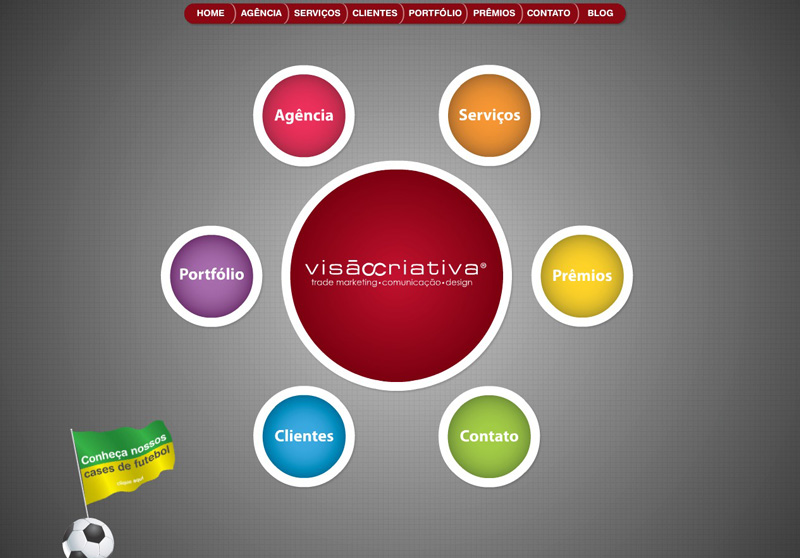 HOME AGÊNCIA SERVIÇOS CLIENTES PORTFÓLIO PRÊMIOS CONTATO BLOG
Agência
Serviços
visãocriativa®
trade marketing•comunicação•design
Portfólio
Prêmios
Clientes
Contato
Conheça nossos
cases de futebol
clique aqui!